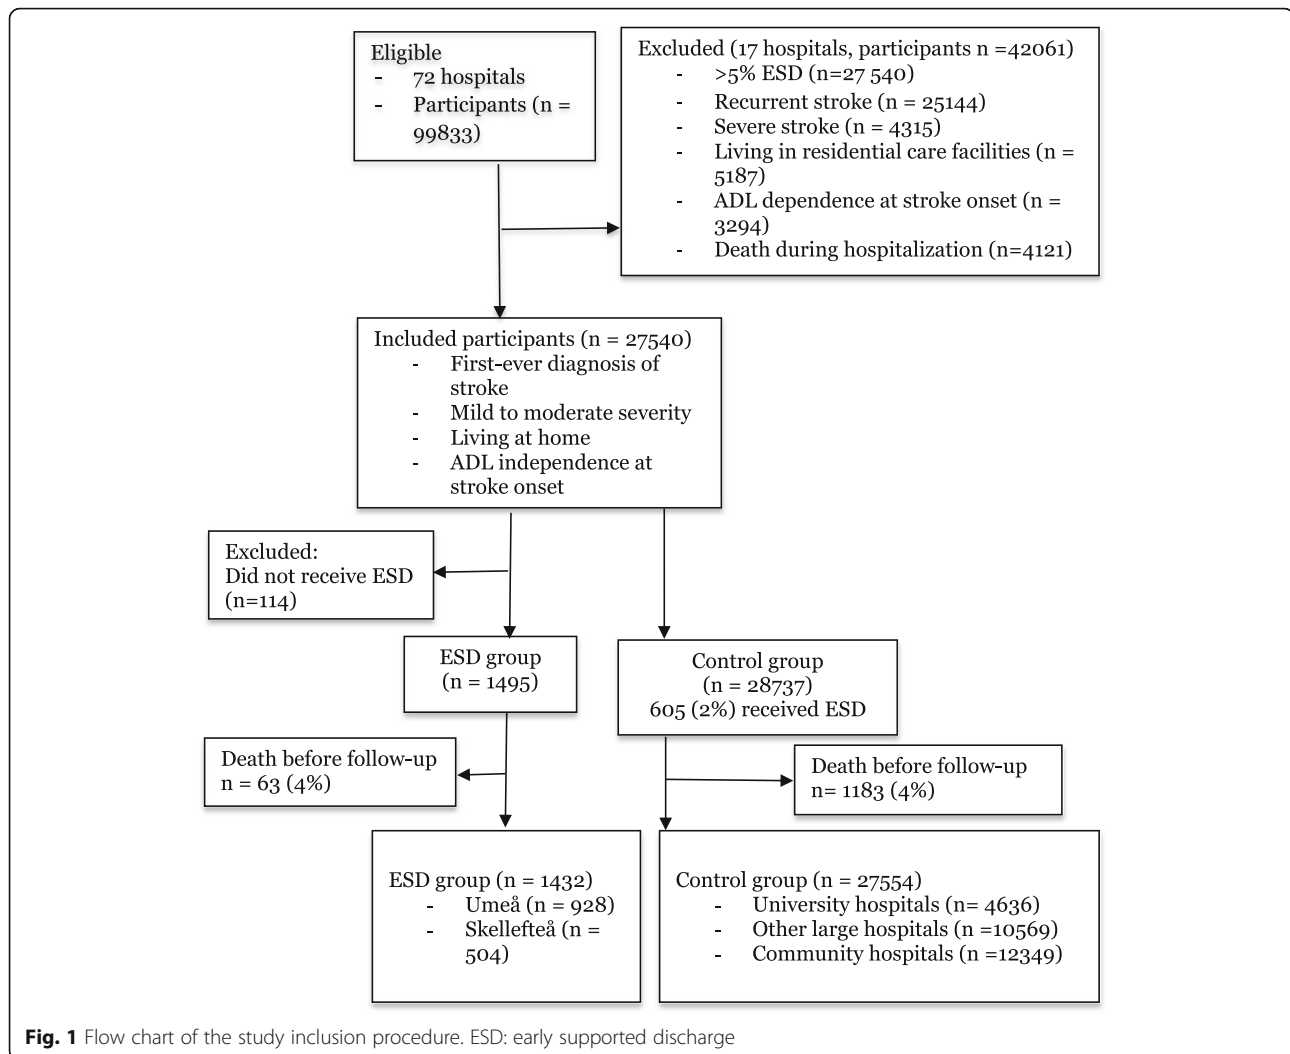 Eligible
- 72 hospitals
- Participants (n =
99833)
Excluded (17 hospitals, participants n =42061)
- >5% ESD (n=27 540)
- Recurrent stroke (n = 25144)
- Severe stroke (n = 4315)
- Living in residential care facilities (n =
5187)
- ADL dependence at stroke onset (n =
3294)
- Death during hospitalization (n=4121)
Included participants (n = 27540)
- First-ever diagnosis of
stroke
- Mild to moderate severity
- Living at home
- ADL independence at
stroke onset
Excluded:
Did not receive ESD
(n=114)
ESD group
(n = 1495)
Control group
(n = 28737)
605 (2%) received ESD
Death before follow-up
n = 63 (4%)
Death before follow-up
n= 1183 (4%)
ESD group (n = 1432)
- Umeå (n = 928)
- Skellefteå (n =
504)
Control group (n = 27554)
- University hospitals (n= 4636)
- Other large hospitals (n =10569)
- Community hospitals (n =12349)
Fig. 1 Flow chart of the study inclusion procedure. ESD: early supported discharge